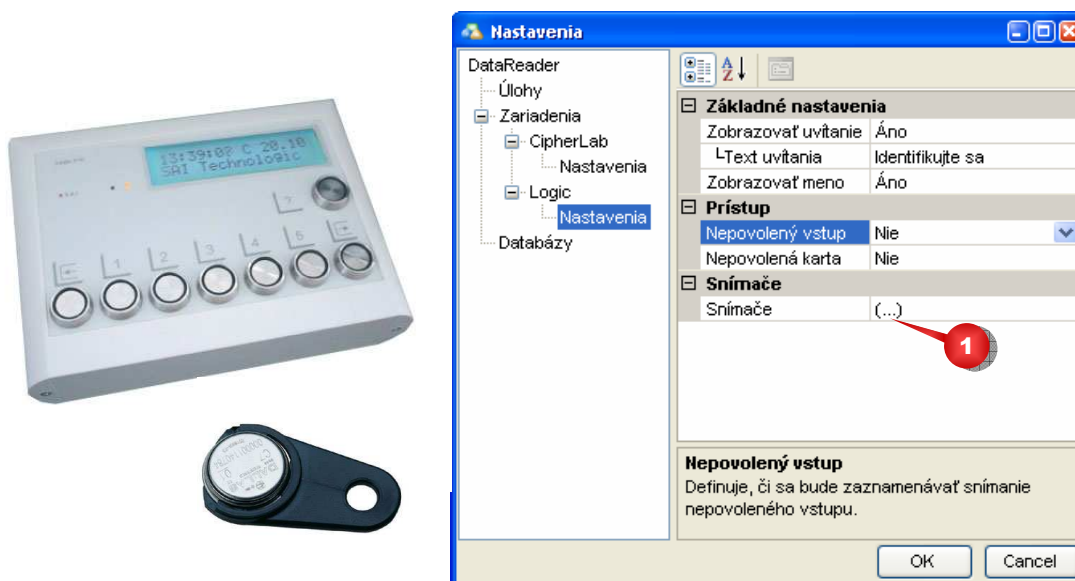 13:39:02 C 20.10
SAI Technologic
?
1
2
3
4
5
Nastavenia
DataReader
Úlohy
Zariadenia
CipherLab
Nastavenia
Logic
Nastavenia
Databázy
A
Z
Základné nastavenia
Zobrazovať uvítanie Áno
Text uvítania Identifikujte sa
Zobrazovať meno Áno
Prístup
Nepovolený vstup Nie
Nepovolená karta Nie
Snímače
Snímače (...)
1
Nepovolený vstup
Definuje, či sa bude zaznamenávať snímanie
nepovoleného vstupu.
OK Cancel